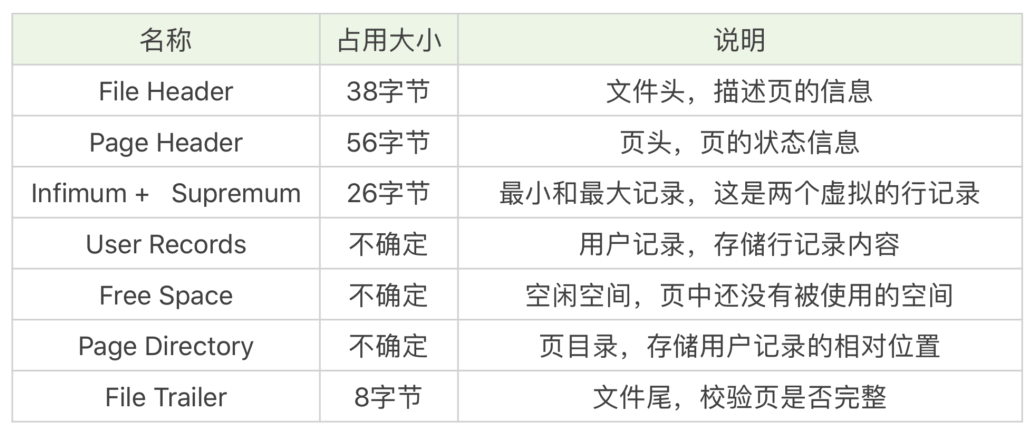 名称 占用大小 说明
File Header 38字节 文件头，描述页的信息
Page Header 56字节 页头，页的状态信息
Infimum + Supremum 26字节 最小和最大记录，这是两个虚拟的行记录
User Records 不确定 用户记录，存储行记录内容
Free Space 不确定 空闲空间，页中还没有被使用的空间
Page Directory 不确定 页目录，存储用户记录的相对位置
File Trailer 8字节 文件尾，校验页是否完整